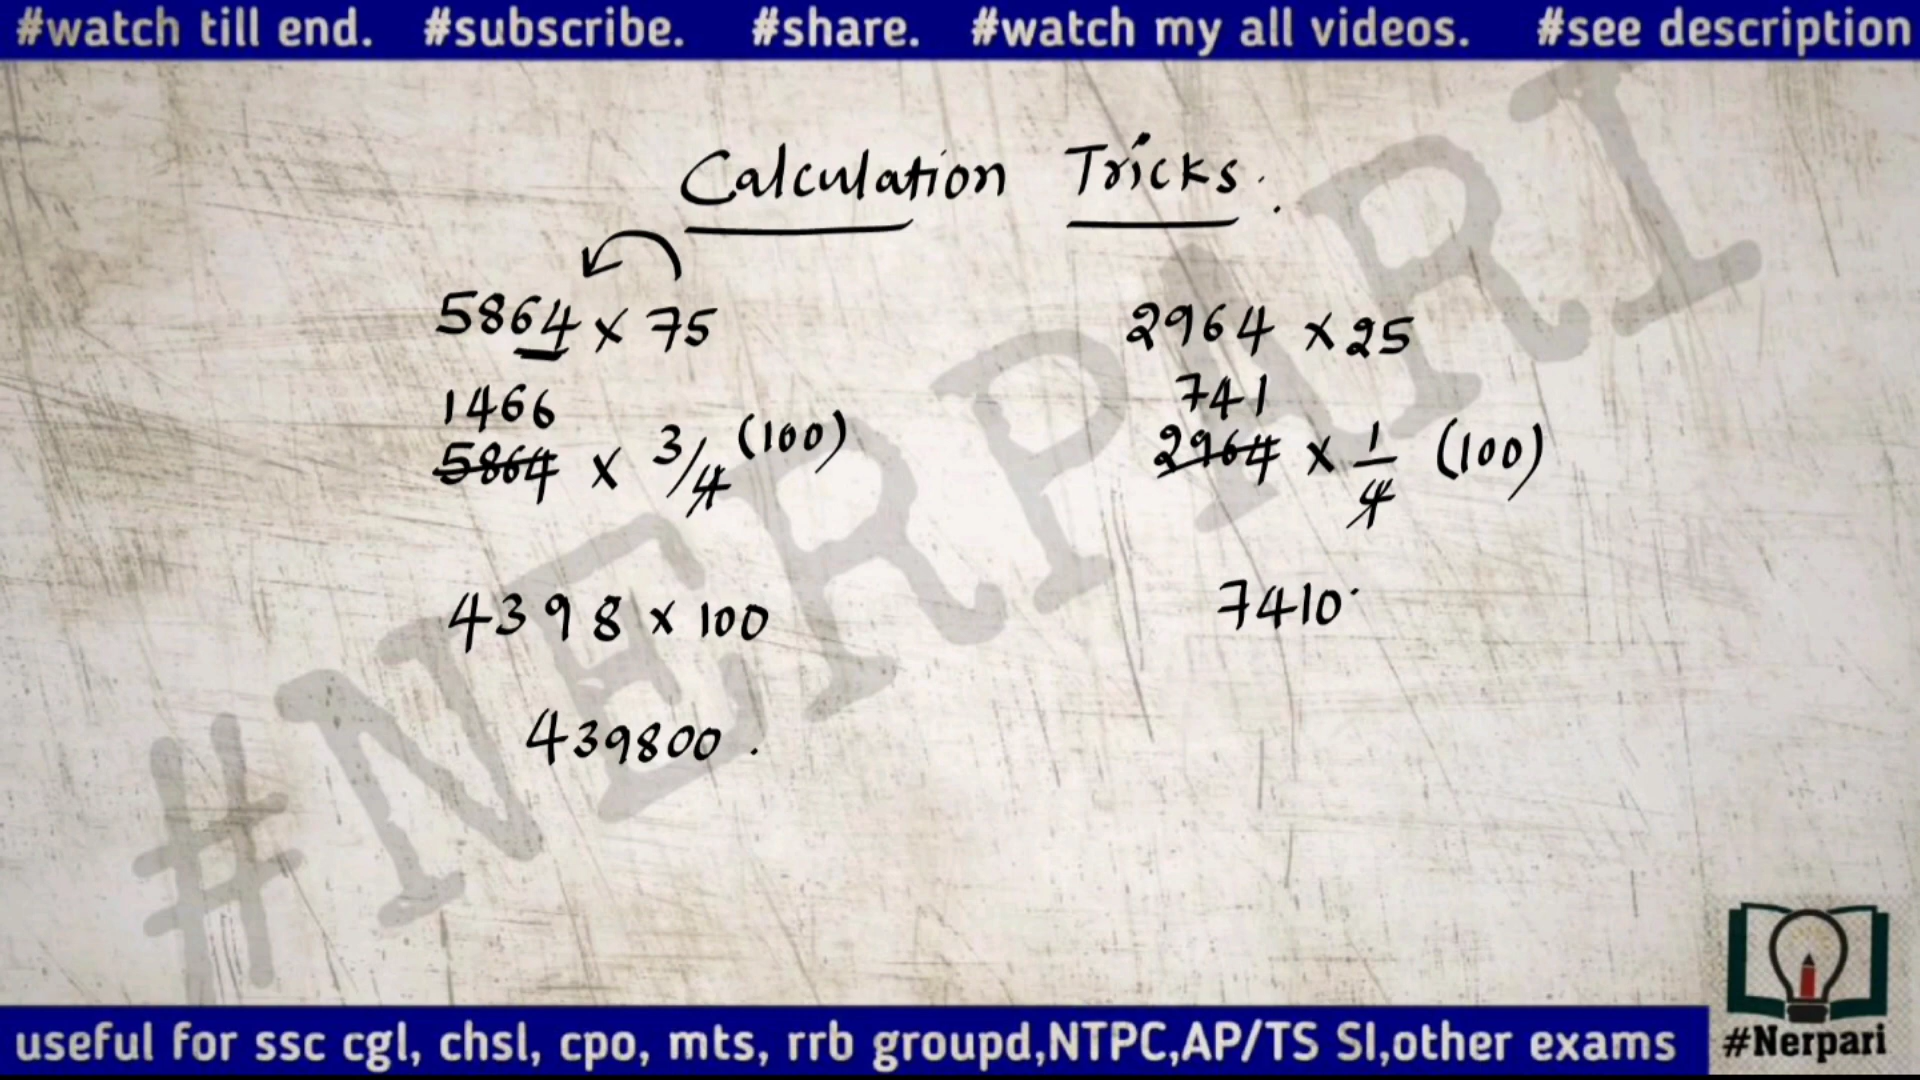 #watch till end. #subscribe. #share. #watch my all videos. #see description
Calculation Tricks.
5864 x 75
1466
5864 x 3/4 (100)
4398 x 100
439800.
2964 x 25
741
2964 x 1/4 (100)
7410
#NERPARI
useful for ssc cgl, chsl, cpo, mts, rrb groupd,NTPC,AP/TS SI,other exams
#Nerpari